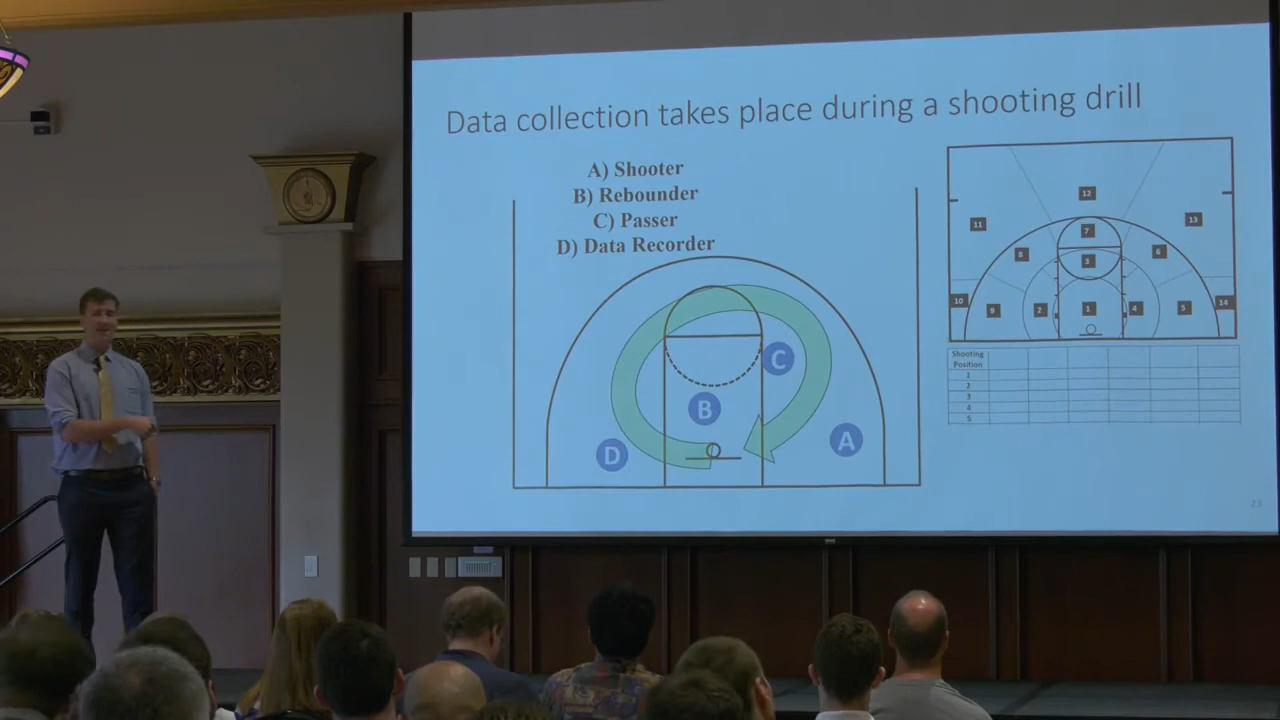 Data collection takes place during a shooting drill
A) Shooter
B) Rebounder
C) Passer
D) Data Recorder
C
B
A
D
12
11
13
7
8
3
6
10
9
2
1
4
5
14
Shooting
Position
1
2
3
4
5
23